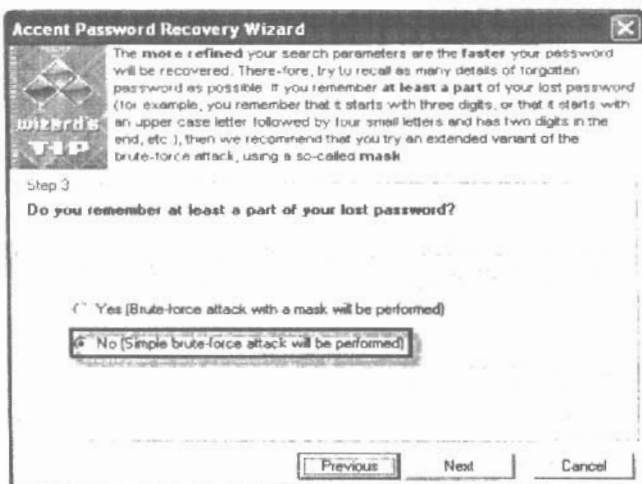 Accent Password Recovery Wizard
The more refined your search parameters are the faster your password
will be recovered. There-fore, try to recall as many details of forgotten
password as possible. If you remember at least a part of your lost password
(for example, you remember that it starts with three digits, or that it starts with
an upper case letter followed by four small letters and has two digits in the
end, etc.), then we recommend that you try an extended variant of the
brute-force attack, using a so-called mask
wizard's
TIP
Step 3
Do you remember at least a part of your lost password?
Yes (Brute-force attack with a mask will be performed)
No (Simple brute-force attack will be performed)
Previous Next Cancel